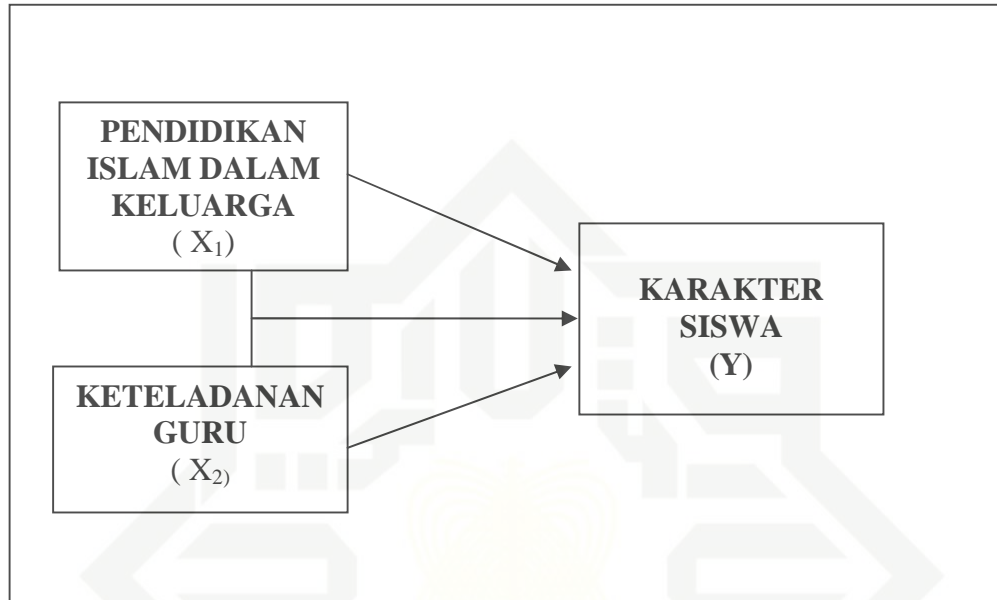 PENDIDIKAN
ISLAM DALAM
KELUARGA
( X₁)
KETELADANAN
GURU
( X₂)
KARAKTER
SISWA
(Y)